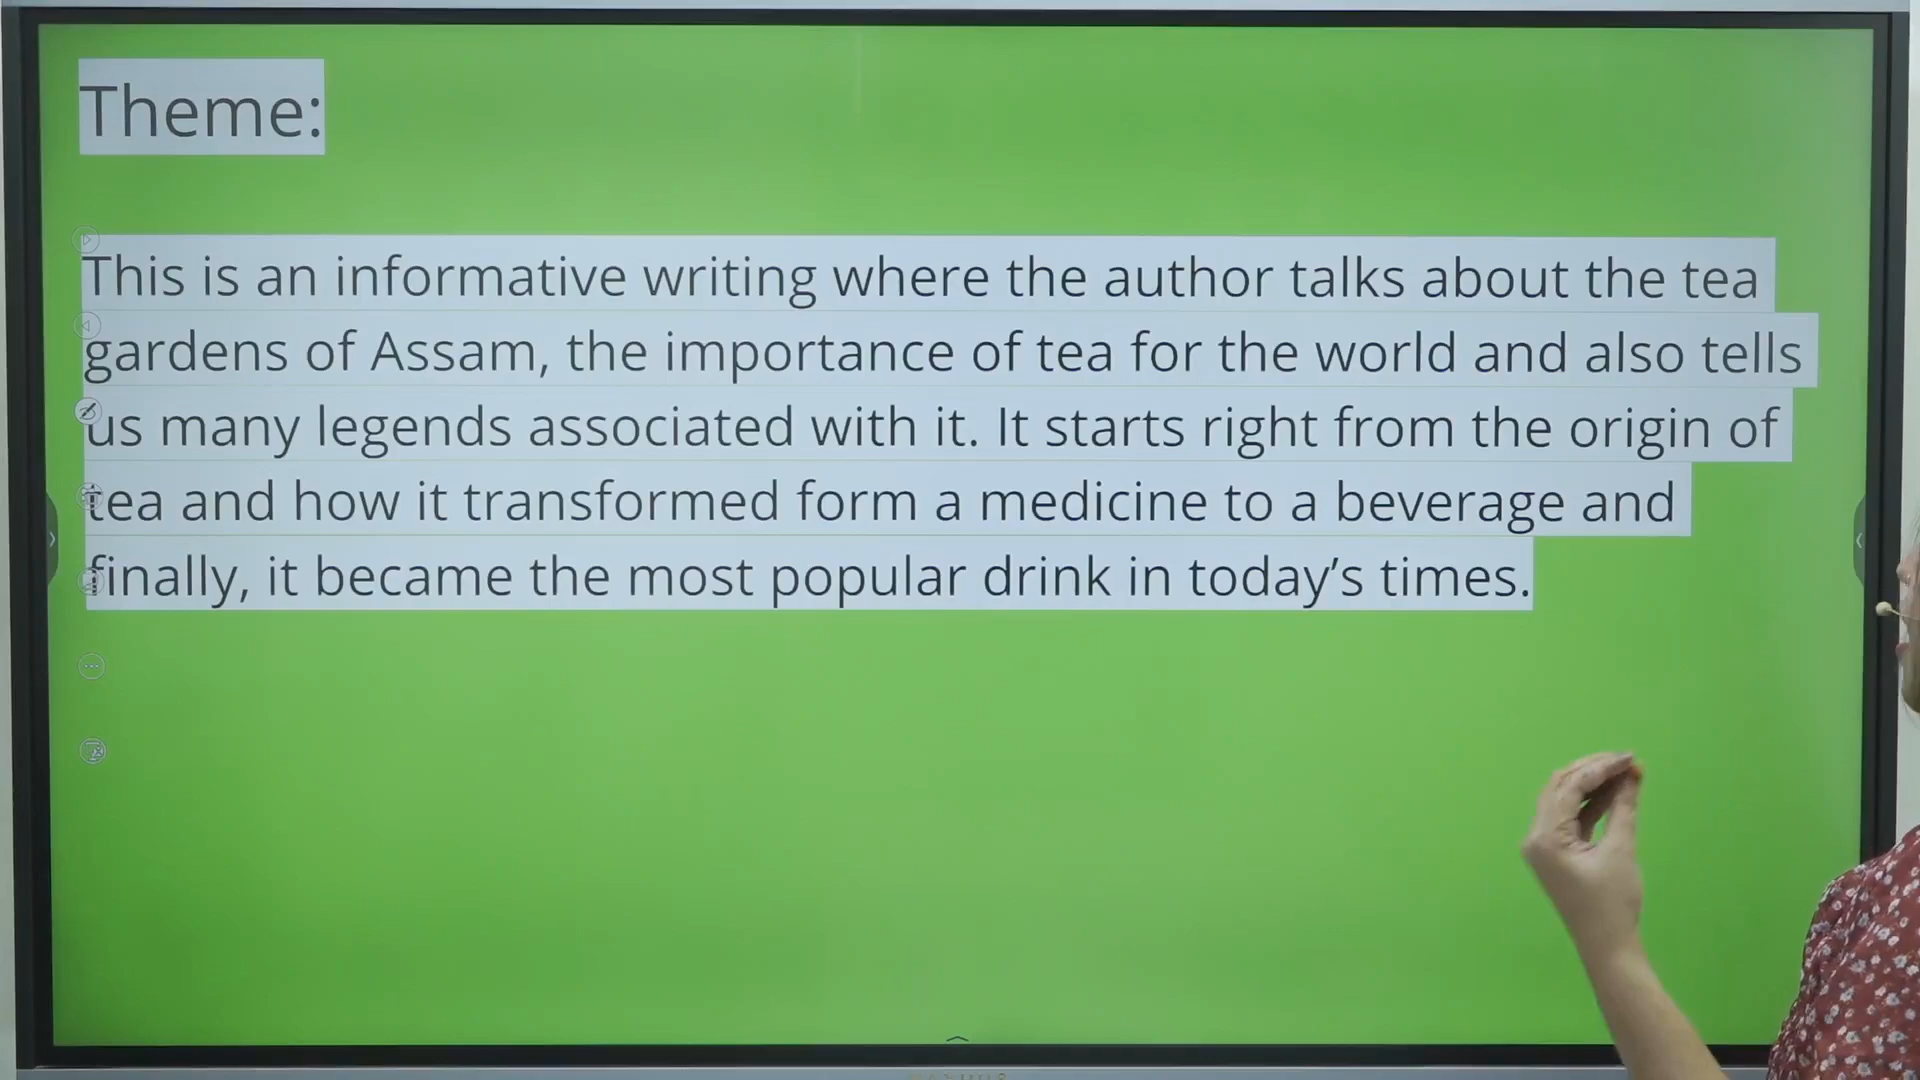 Theme:
This is an informative writing where the author talks about the tea
gardens of Assam, the importance of tea for the world and also tells
us many legends associated with it. It starts right from the origin of
tea and how it transformed form a medicine to a beverage and
finally, it became the most popular drink in today’s times.